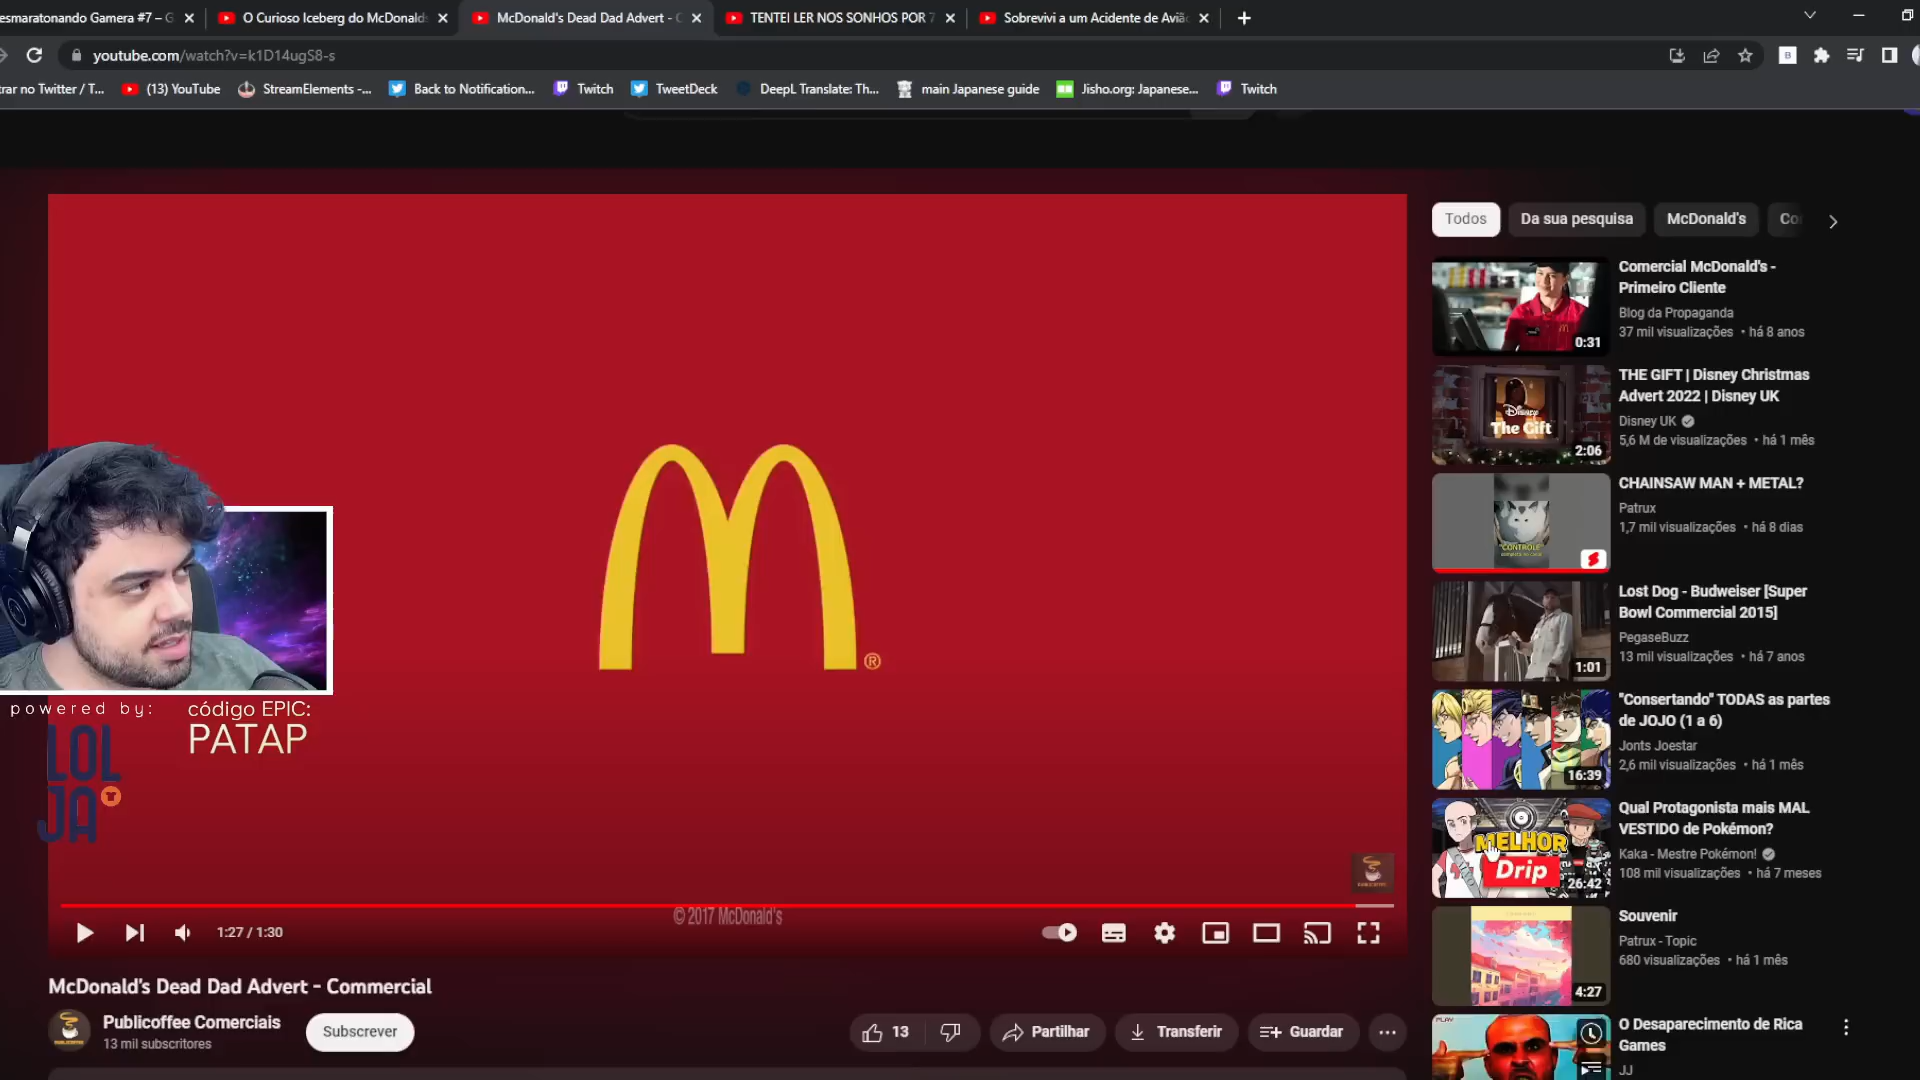 esmaratonando Gamera #7 – G
O Curioso Iceberg do McDonalds
McDonald's Dead Dad Advert - C
TENTEI LER NOS SONHOS POR 7
Sobrevivi a um Acidente de Aviã
youtube.com/watch?v=k1D14ugS8-s
trar no Twitter / T...
(13) YouTube
StreamElements -...
Back to Notification...
Twitch
TweetDeck
DeepL Translate: Th...
main Japanese guide
Jisho.org: Japanese...
Twitch
Todos
Da sua pesquisa
McDonald's
Co
Comercial McDonald's -
Primeiro Cliente
Blog da Propaganda
37 mil visualizações • há 8 anos
0:31
Disney
The Gift
2:06
THE GIFT | Disney Christmas
Advert 2022 | Disney UK
Disney UK
5,6 M de visualizações • há 1 mês
"CONTROLE"
CHAINSAW MAN + METAL?
Patrux
1,7 mil visualizações • há 8 dias
Lost Dog - Budweiser [Super
Bowl Commercial 2015]
PegaseBuzz
13 mil visualizações • há 7 anos
1:01
"Consertando" TODAS as partes
de JOJO (1 a 6)
Jonts Joestar
2,6 mil visualizações • há 1 mês
16:39
MELHOR
Drip
26:42
Qual Protagonista mais MAL
VESTIDO de Pokémon?
Kaka - Mestre Pokémon!
108 mil visualizações • há 7 meses
Souvenir
Patrux - Topic
680 visualizações • há 1 mês
4:27
PLAY
O Desaparecimento de Rica
Games
JJ
®
powered by:
LOL
JA
código EPIC:
PATAP
© 2017 McDonald's
1:27 / 1:30
McDonald's Dead Dad Advert - Commercial
Publicoffee Comerciais
13 mil subscritores
Subscrever
13
Partilhar
Transferir
Guardar